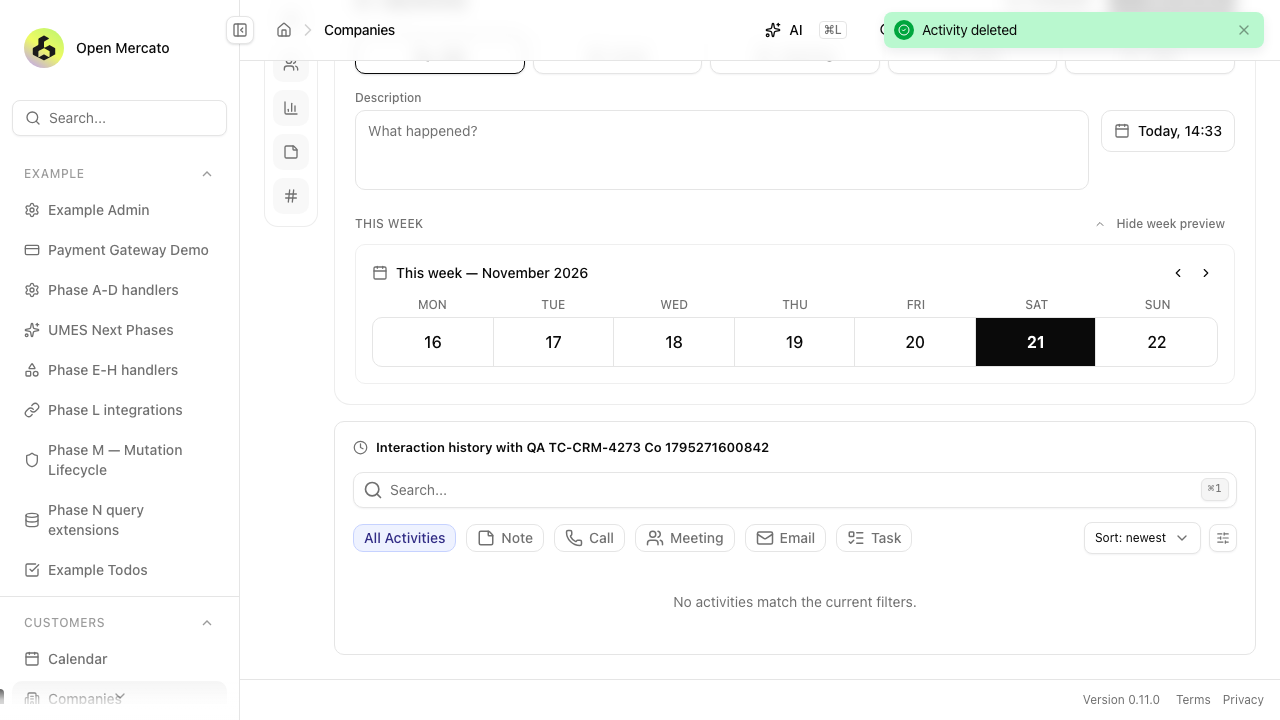 Open Mercato
Search...
EXAMPLE
Example Admin
Payment Gateway Demo
Phase A-D handlers
UMES Next Phases
Phase E-H handlers
Phase L integrations
Phase M — Mutation
Lifecycle
Phase N query
extensions
Example Todos
CUSTOMERS
Calendar
Companies
Companies
AI
⌘L
Activity deleted
Description
What happened?
Today, 14:33
THIS WEEK
Hide week preview
This week — November 2026
MON TUE WED THU FRI SAT SUN
16 17 18 19 20 21 22
Interaction history with QA TC-CRM-4273 Co 1795271600842
Search...
⌘1
All Activities Note Call Meeting Email Task
Sort: newest
No activities match the current filters.
Version 0.11.0 Terms Privacy